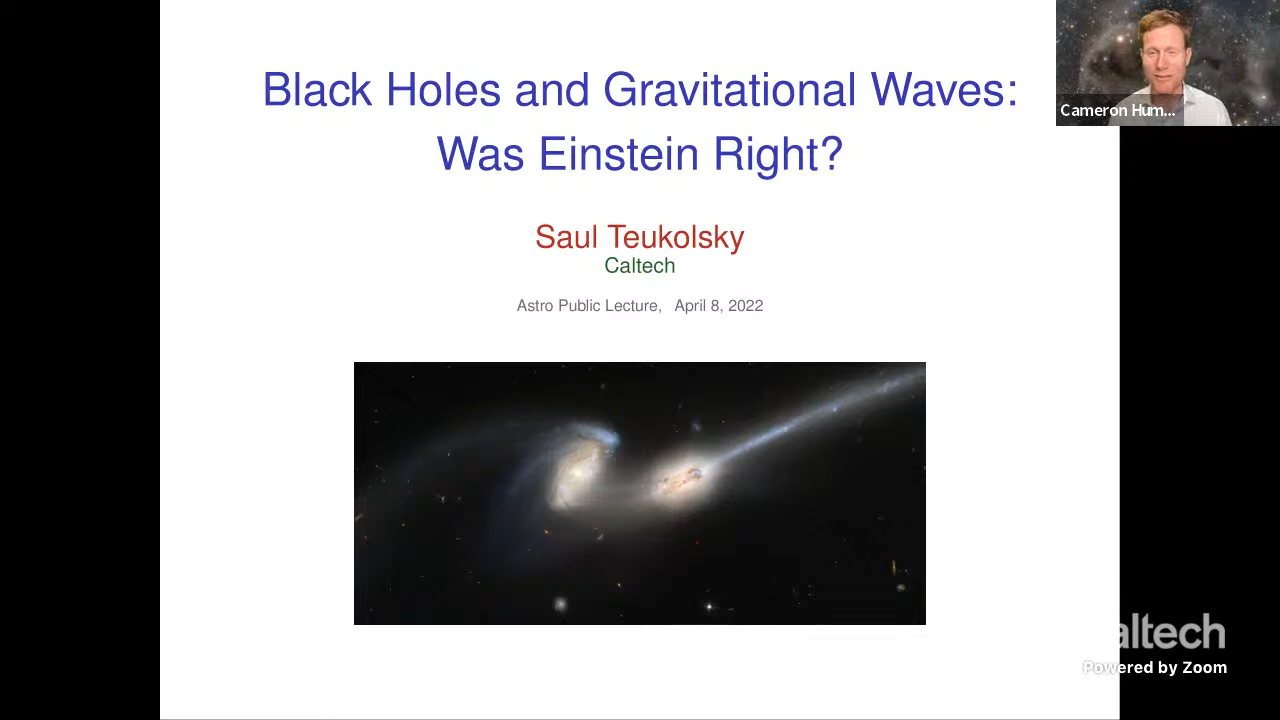 Black Holes and Gravitational Waves:
Was Einstein Right?
Saul Teukolsky
Caltech
Astro Public Lecture, April 8, 2022
Cameron Hum...
altech
Powered by Zoom